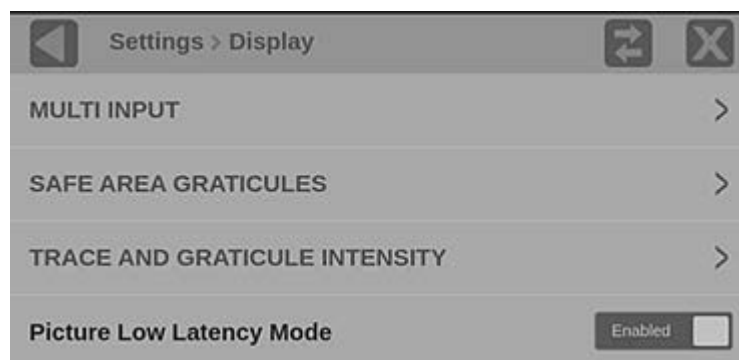 Settings > Display
MULTI INPUT
SAFE AREA GRATICULES
TRACE AND GRATICULE INTENSITY
Picture Low Latency Mode Enabled